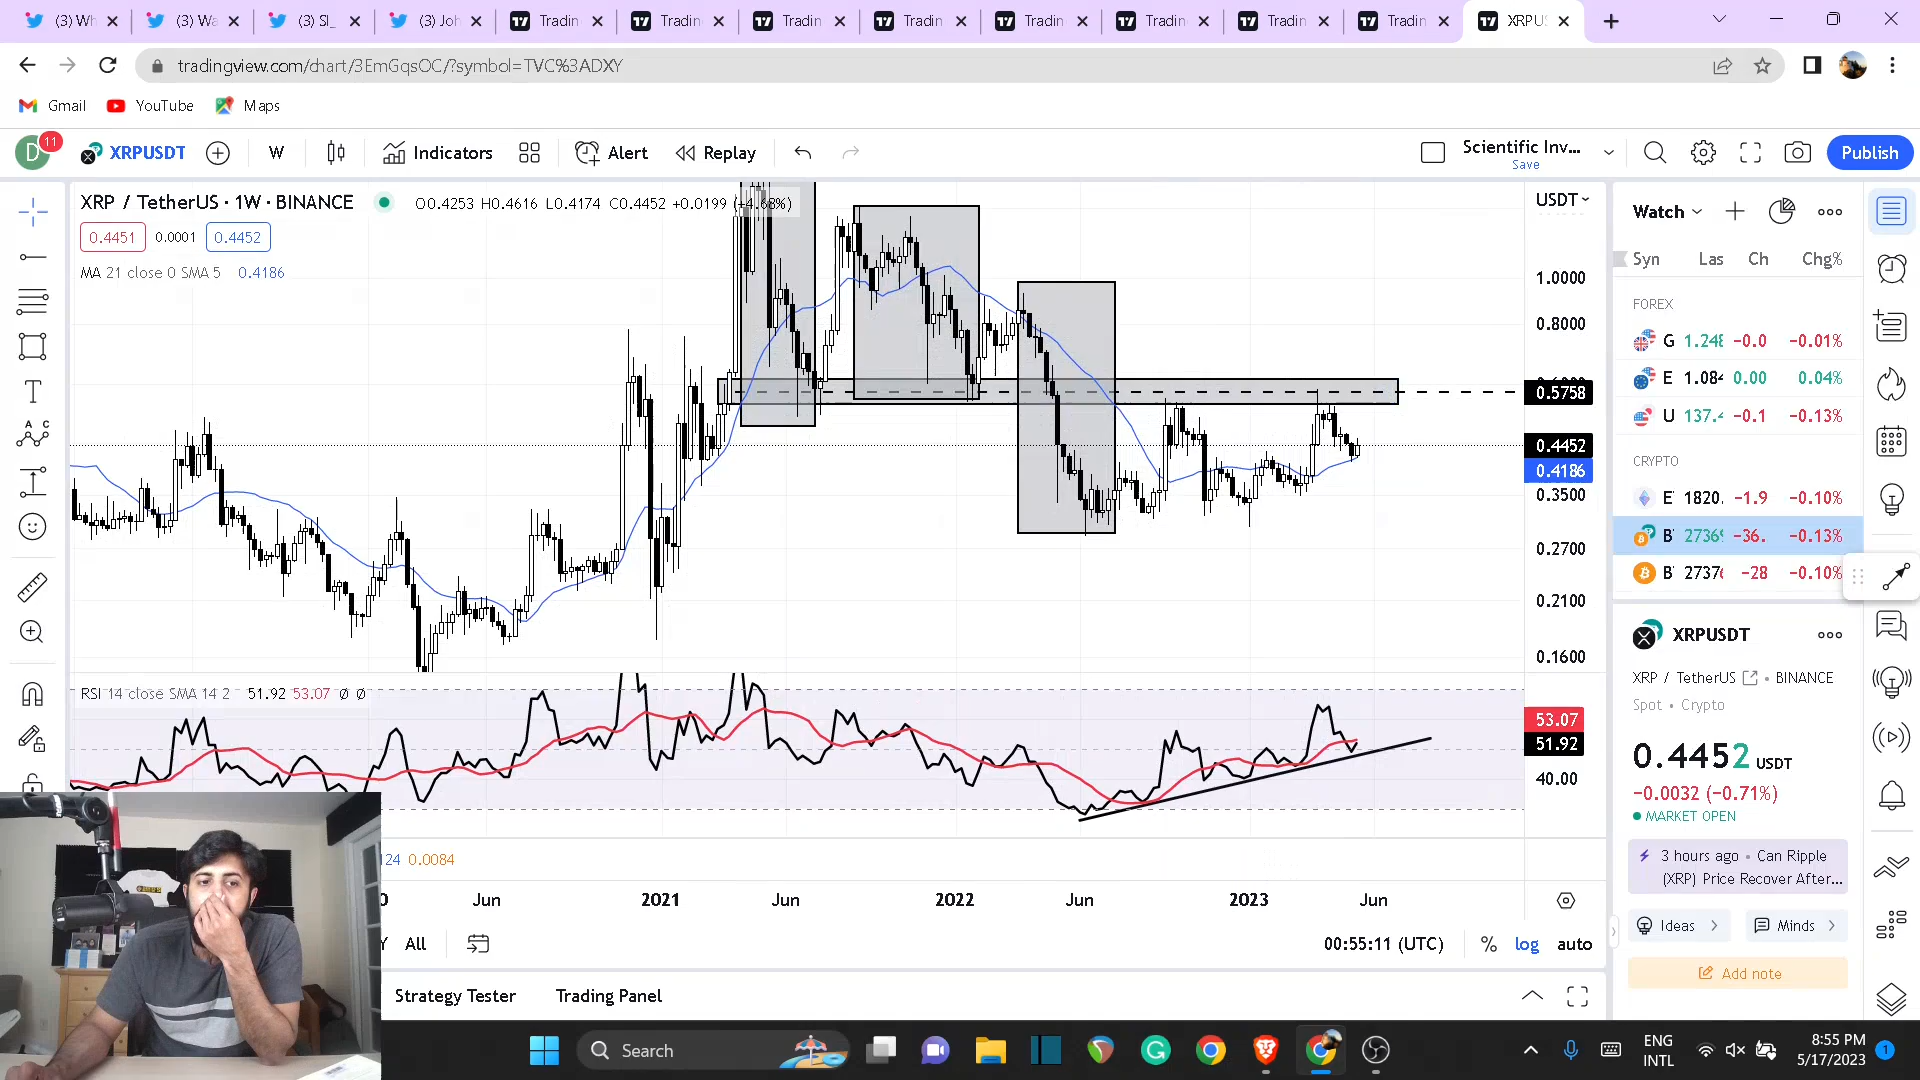 (3) Wh
(3) Wa
(3) Sl_
(3) Joh
Tradin
Tradin
Tradin
Tradin
Tradin
Tradin
Tradin
Tradin
XRPUS
tradingview.com/chart/3EmGqsOC/?symbol=TVC%3ADXY
Gmail
YouTube
Maps
D
11
XRPUSDT
W
Indicators
Alert
Replay
Scientific Inv...
Save
Publish
XRP / TetherUS · 1W · BINANCE
O0.4253 H0.4616 L0.4174 C0.4452 +0.0199 (+4.68%)
0.4451
0.0001
0.4452
MA 21 close 0 SMA 5 0.4186
USDT
1.0000
0.8000
0.5758
0.4452
0.4186
0.3500
0.2700
0.2100
0.1600
RSI 14 close SMA 14 2 51.92 53.07 Ø Ø
53.07
51.92
40.00
124 0.0084
Jun
2021
Jun
2022
Jun
2023
Jun
Y
All
00:55:11 (UTC)
%
log
auto
Strategy Tester
Trading Panel
Watch
Syn Las Ch Chg%
FOREX
G 1.248 -0.0 -0.01%
E 1.084 0.00 0.04%
U 137.4 -0.1 -0.13%
CRYPTO
E 1820. -1.9 -0.10%
B 27369 -36. -0.13%
B 2737 -28 -0.10%
XRPUSDT
XRP / TetherUS • BINANCE
Spot • Crypto
0.4452 USDT
−0.0032 (−0.71%)
MARKET OPEN
3 hours ago • Can Ripple
(XRP) Price Recover After...
Ideas
Minds
Add note
Search
ENG
INTL
8:55 PM
5/17/2023
1